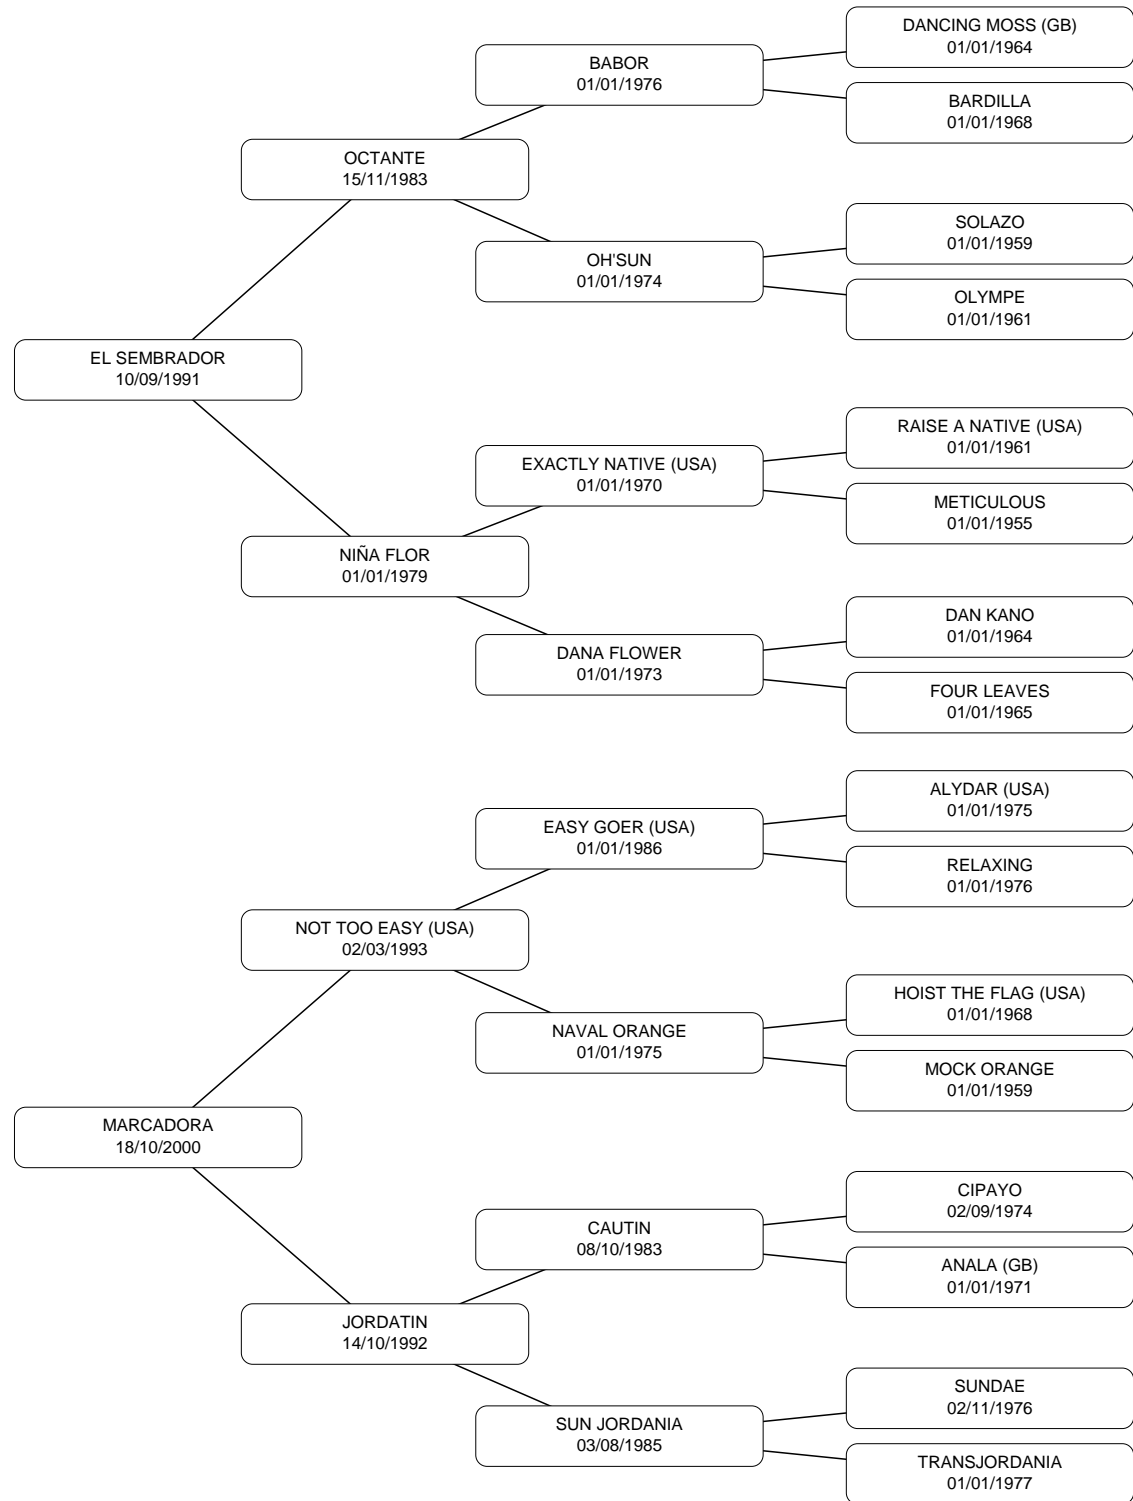 DANCING MOSS (GB)
01/01/1964
BABOR
01/01/1976
BARDILLA
01/01/1968
OCTANTE
15/11/1983
SOLAZO
01/01/1959
OH'SUN
01/01/1974
OLYMPE
01/01/1961
EL SEMBRADOR
10/09/1991
RAISE A NATIVE (USA)
01/01/1961
EXACTLY NATIVE (USA)
01/01/1970
METICULOUS
01/01/1955
NIÑA FLOR
01/01/1979
DAN KANO
01/01/1964
DANA FLOWER
01/01/1973
FOUR LEAVES
01/01/1965
ALYDAR (USA)
01/01/1975
EASY GOER (USA)
01/01/1986
RELAXING
01/01/1976
NOT TOO EASY (USA)
02/03/1993
HOIST THE FLAG (USA)
01/01/1968
NAVAL ORANGE
01/01/1975
MOCK ORANGE
01/01/1959
MARCADORA
18/10/2000
CIPAYO
02/09/1974
CAUTIN
08/10/1983
ANALA (GB)
01/01/1971
JORDATIN
14/10/1992
SUNDAE
02/11/1976
SUN JORDANIA
03/08/1985
TRANSJORDANIA
01/01/1977